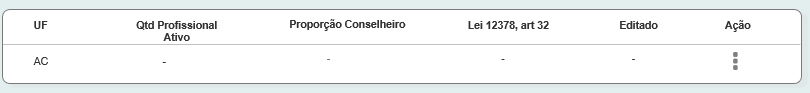 UF Qtd Profissional Ativo Proporção Conselheiro Lei 12378, art 32 Editado Ação
AC - - - -